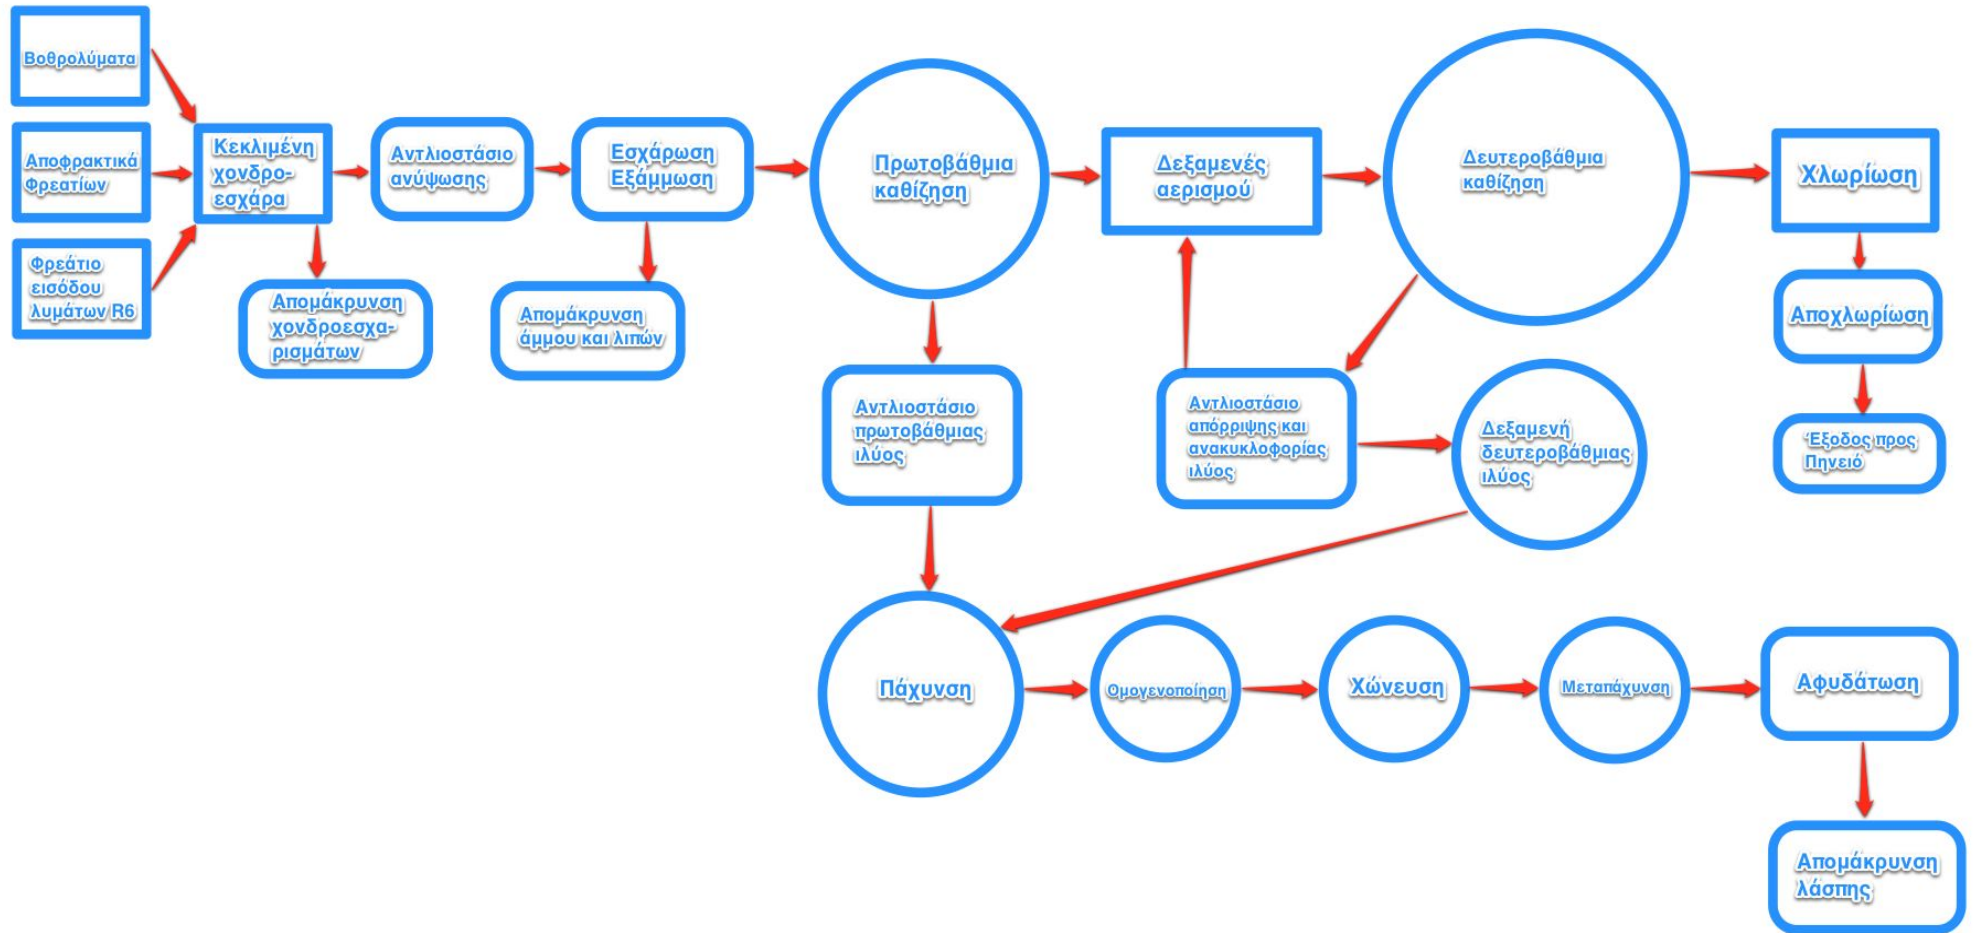 Βοθρολύματα
Αποφρακτικά
Φρεατίων
Φρεάτιο
εισόδου
λυμάτων R6
Κεκλιμένη
χονδρο-
εσχάρα
Απομάκρυνση
χονδροεσχα-
ρισμάτων
Αντλιοστάσιο
ανύψωσης
Εσχάρωση
Εξάμμωση
Απομάκρυνση
άμμου και λιπών
Πρωτοβάθμια
καθίζηση
Αντλιοστάσιο
πρωτοβάθμιας
ιλύος
Δεξαμενές
αερισμού
Δευτεροβάθμια
καθίζηση
Αντλιοστάσιο
απόρριψης και
ανακυκλοφορίας
ιλύος
Δεξαμενή
δευτεροβάθμιας
ιλύος
Χλωρίωση
Αποχλωρίωση
Έξοδος προς
Πηνειό
Πάχυνση
Ομογενοποίηση
Χώνευση
Μεταπάχυνση
Αφυδάτωση
Απομάκρυνση
λάσπης